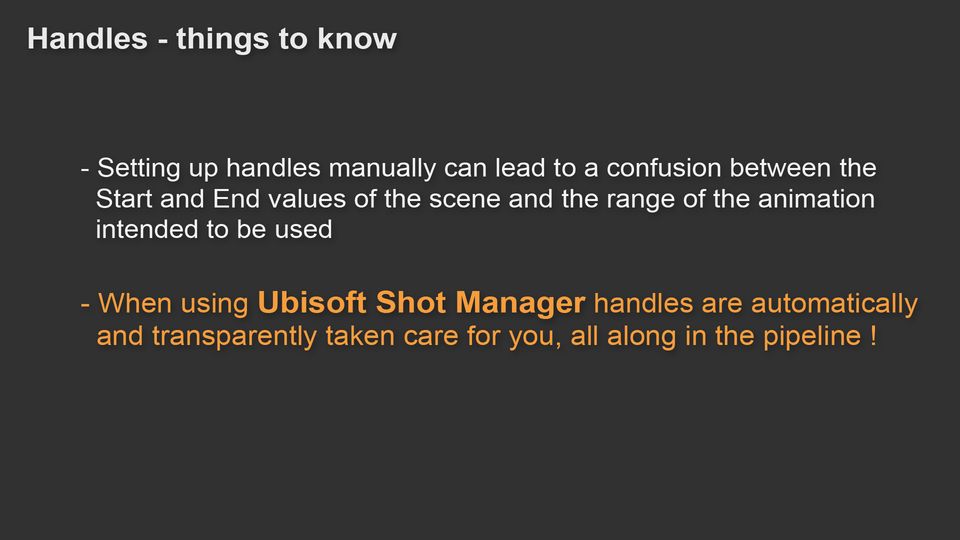 Handles - things to know
- Setting up handles manually can lead to a confusion between the
Start and End values of the scene and the range of the animation
intended to be used
- When using Ubisoft Shot Manager handles are automatically
and transparently taken care for you, all along in the pipeline !